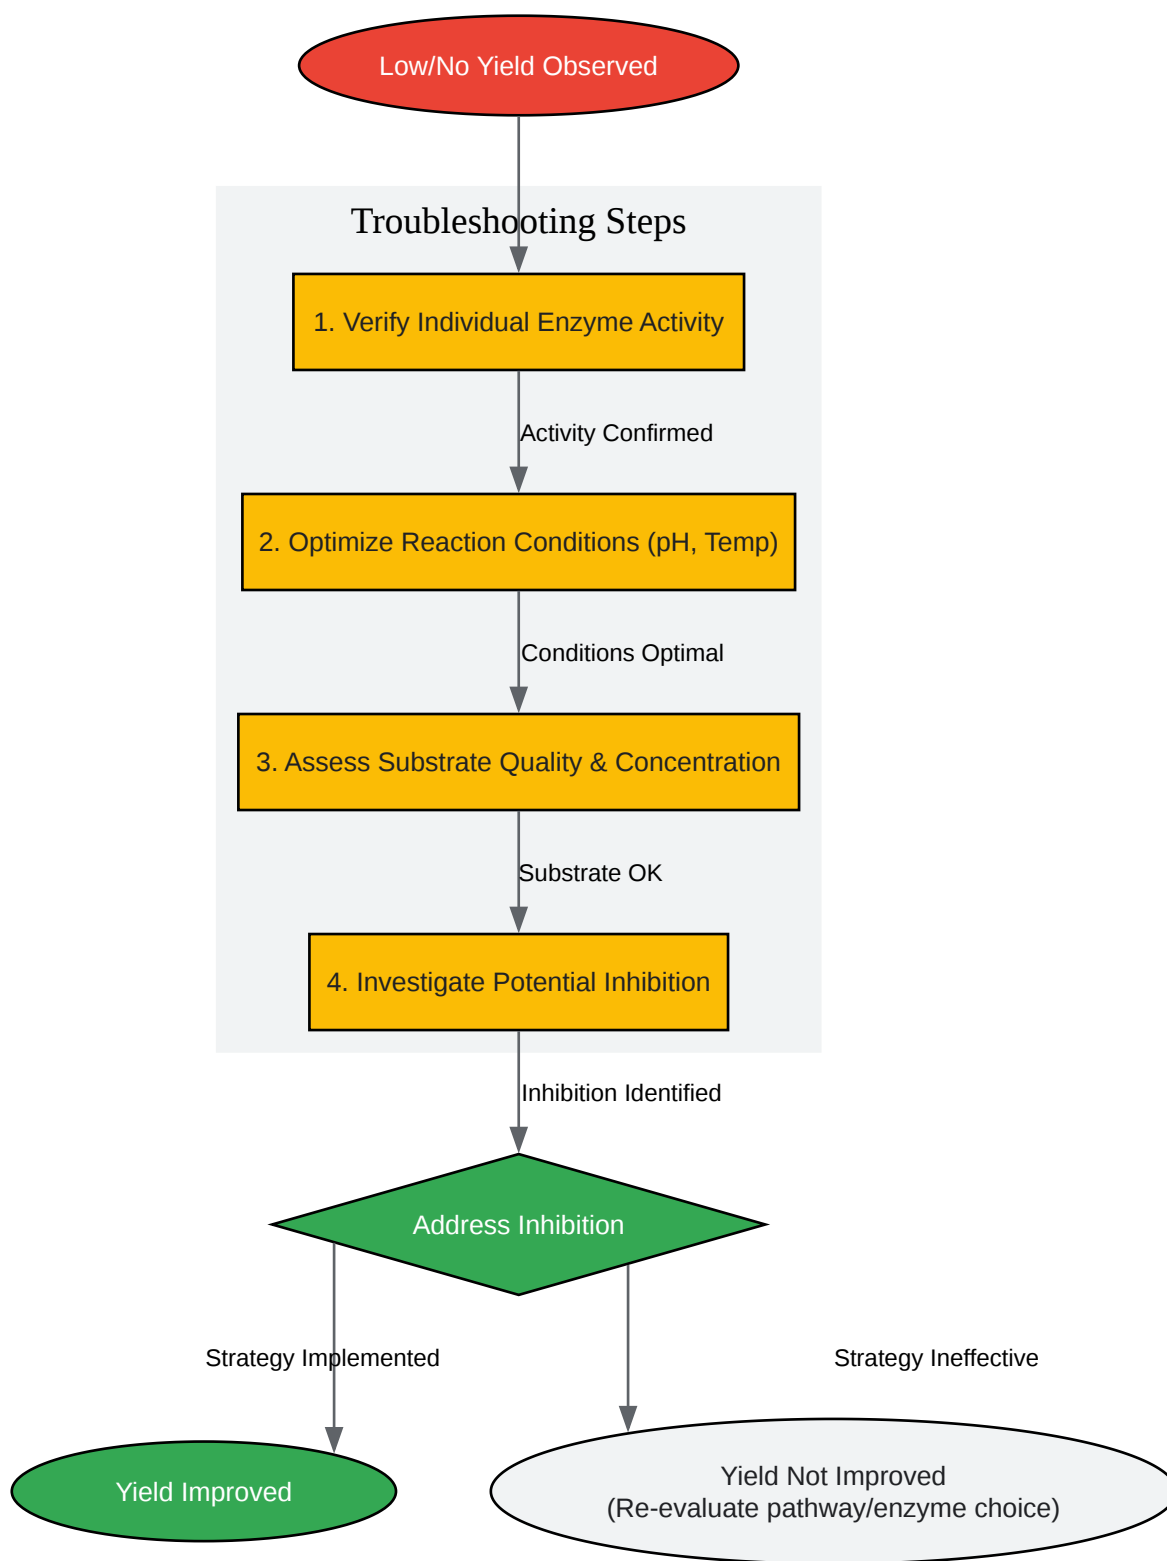 Low/No Yield Observed
Troubleshooting Steps
1. Verify Individual Enzyme Activity
Activity Confirmed
2. Optimize Reaction Conditions (pH, Temp)
Conditions Optimal
3. Assess Substrate Quality & Concentration
Substrate OK
4. Investigate Potential Inhibition
Inhibition Identified
Address Inhibition
Strategy Implemented
Strategy Ineffective
Yield Improved
Yield Not Improved
(Re-evaluate pathway/enzyme choice)